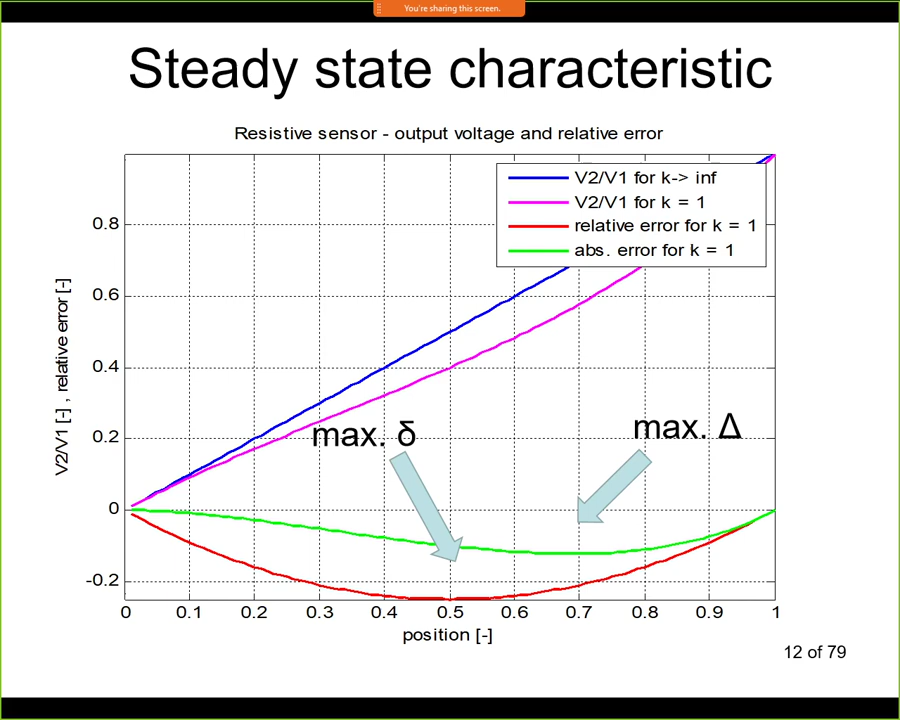 You're sharing this screen.
Steady state characteristic
Resistive sensor - output voltage and relative error
V2/V1 for k-> inf
V2/V1 for k = 1
relative error for k = 1
abs. error for k = 1
V2/V1 [-] , relative error [-]
0.8
0.6
0.4
0.2
0
-0.2
max. δ
max. Δ
0 0.1 0.2 0.3 0.4 0.5 0.6 0.7 0.8 0.9 1
position [-]
12 of 79